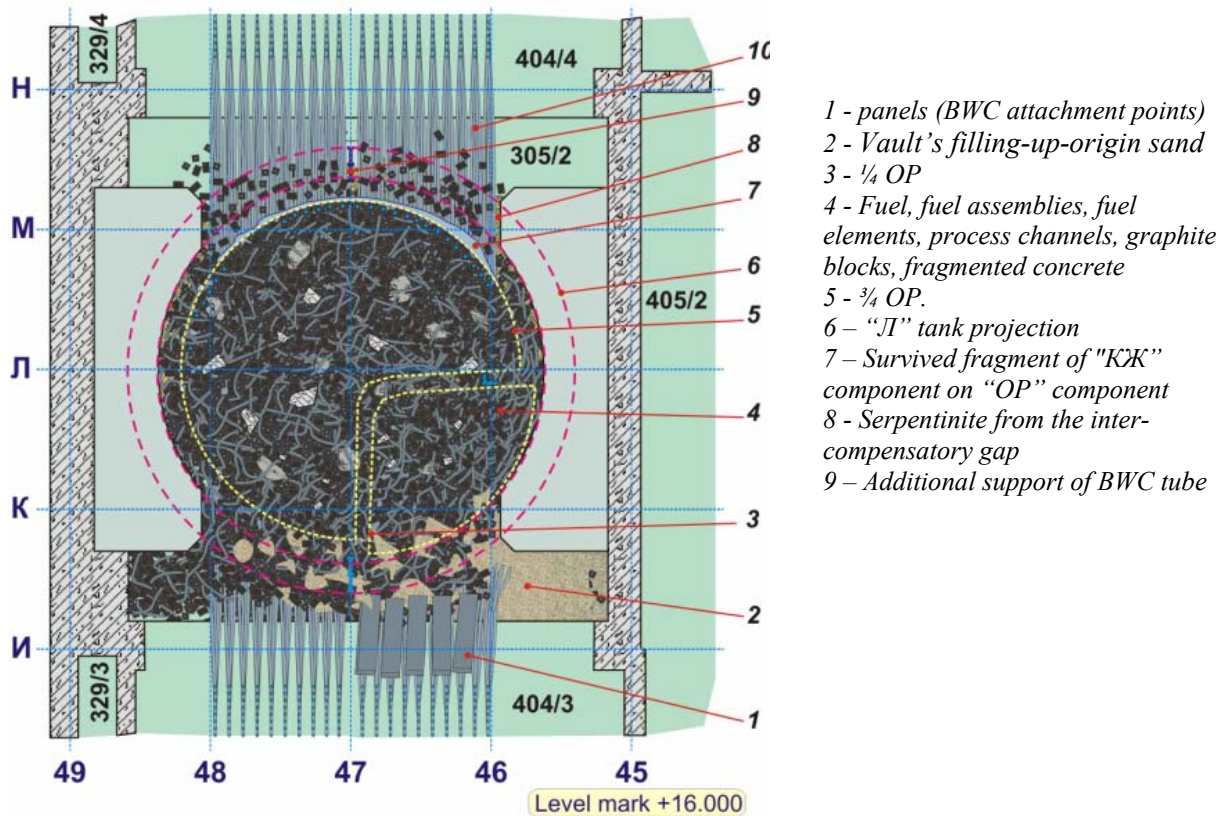 329/4
404/4
10
Н
9
305/2
8
7
М
6
405/2
5
Л
4
К
3
2
И
329/3
404/3
1
49 48 47 46 45
Level mark +16.000
1 - panels (BWC attachment points)
2 - Vault's filling-up-origin sand
3 - ¼ OP
4 - Fuel, fuel assemblies, fuel
elements, process channels, graphite
blocks, fragmented concrete
5 - ¾ OP.
6 – “Л” tank projection
7 – Survived fragment of "КЖ”
component on “OP” component
8 - Serpentinite from the inter-
compensatory gap
9 – Additional support of BWC tube